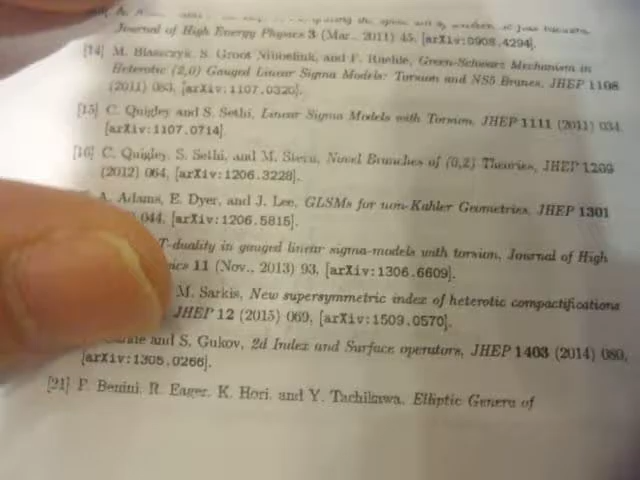 Journal of High Energy Physics 3 (Mar., 2011) 45, [arXiv:0908.4294].
[14] M. Blaszczyk, S. Groot Nibbelink, and F. Ruehle, Green-Schwarz Mechanism in
Heterotic (2,0) Gauged Linear Sigma Models: Torsion and NS5 Branes, JHEP 1108
(2011) 083, [arXiv:1107.0320].
[15] C. Quigley and S. Sethi, Linear Sigma Models with Torsion, JHEP 1111 (2011) 034,
[arXiv:1107.0714].
[16] C. Quigley, S. Sethi, and M. Stern, Novel Branches of (0,2) Theories, JHEP 1209
(2012) 064, [arXiv:1206.3228].
A. Adams, E. Dyer, and J. Lee, GLSMs for non-Kahler Geometries, JHEP 1301
044, [arXiv:1206.5815].
T-duality in gauged linear sigma-models with torsion, Journal of High
11 (Nov., 2013) 93, [arXiv:1306.6609].
M. Sarkis, New supersymmetric index of heterotic compactifications
JHEP 12 (2015) 069, [arXiv:1509.0570].
and S. Gukov, 2d Index and Surface operators, JHEP 1403 (2014) 080,
[arXiv:1305.0266].
[21] F. Benini, R. Eager, K. Hori, and Y. Tachikawa, Elliptic Genera of